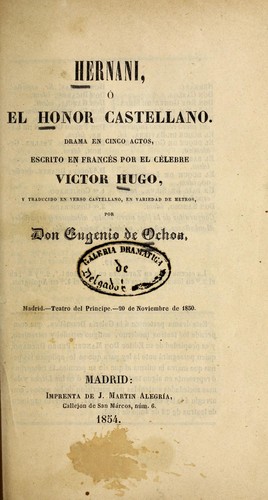 HERNANI,
Ó
EL HONOR CASTELLANO.
DRAMA EN CINCO ACTOS,
ESCRITO EN FRANCÉS POR EL CÉLEBRE
VICTOR HUGO,
Y TRADUCIDO EN VERSO CASTELLANO, EN VARIEDAD DE METROS,
POR
Don Eugenio de Ochoa,
GALERIA DRAMATICA
de
Delgado
Madrid.—Teatro del Príncipe.—20 de Noviembre de 1850.
MADRID:
IMPRENTA DE J. MARTIN ALEGRÍA,
Callejon de San Márcos, núm. 6.
1854.